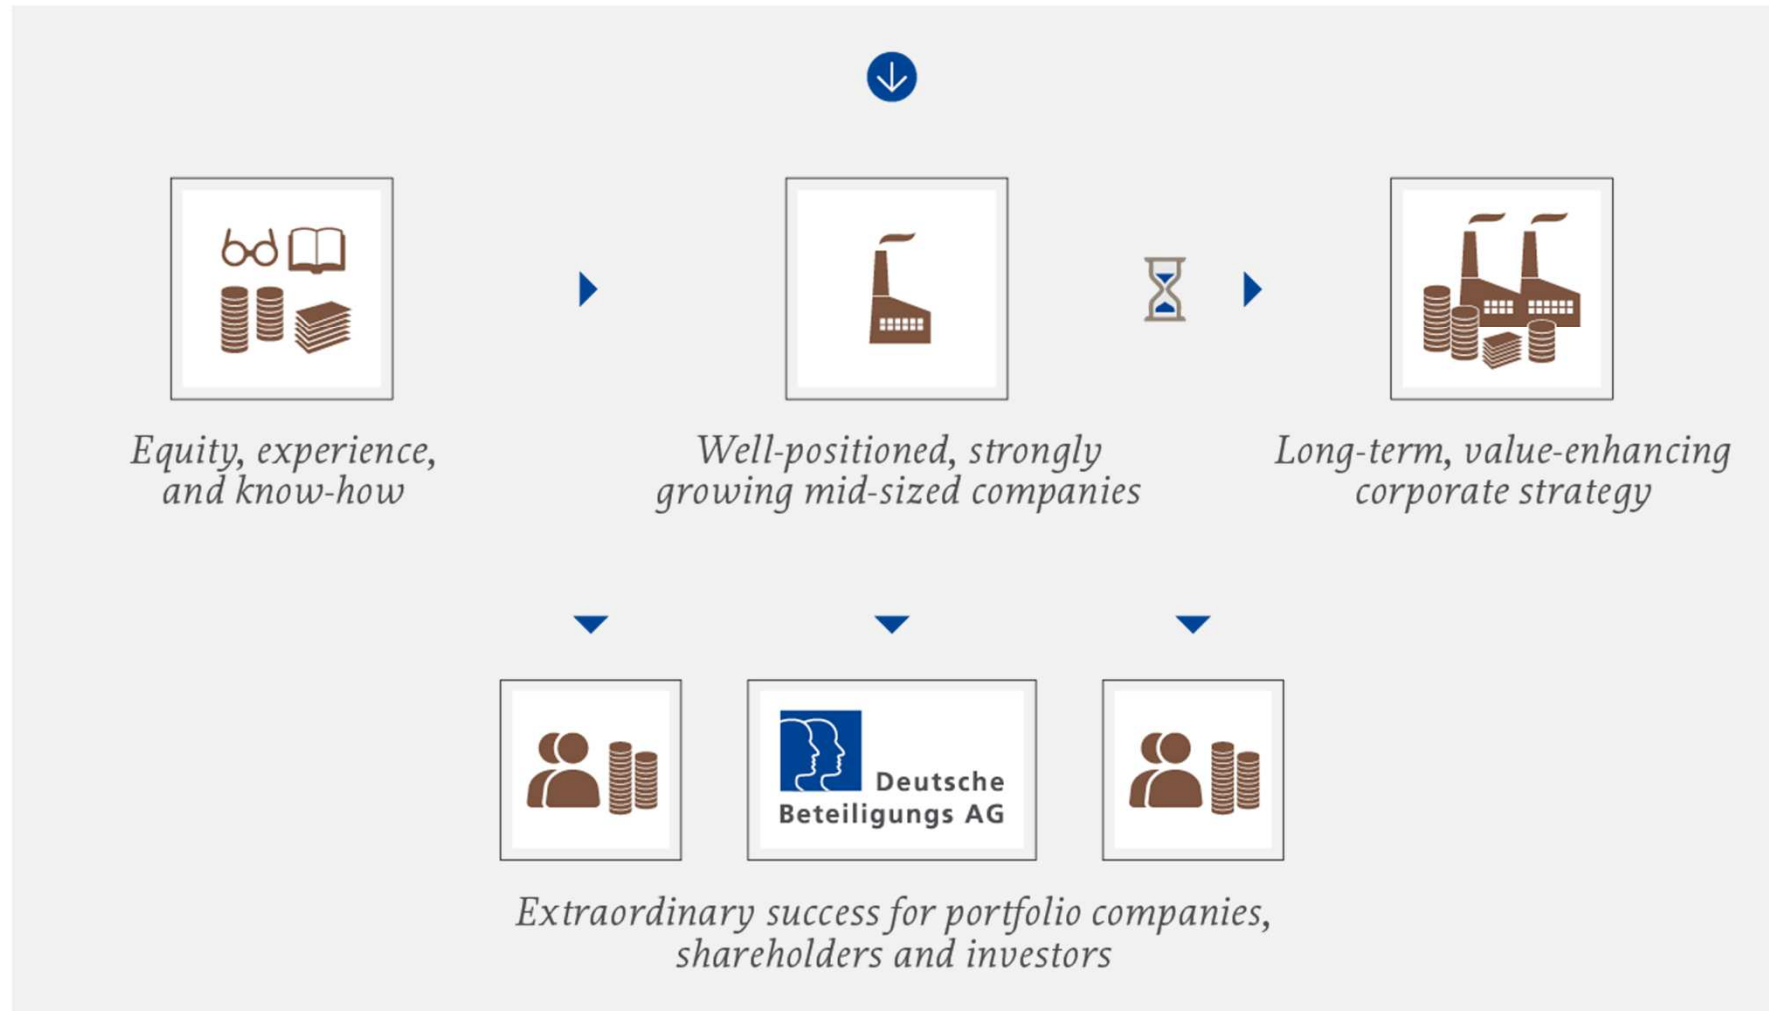 Equity, experience,
and know-how
Well-positioned, strongly
growing mid-sized companies
Long-term, value-enhancing
corporate strategy
Deutsche
Beteiligungs AG
Extraordinary success for portfolio companies,
shareholders and investors